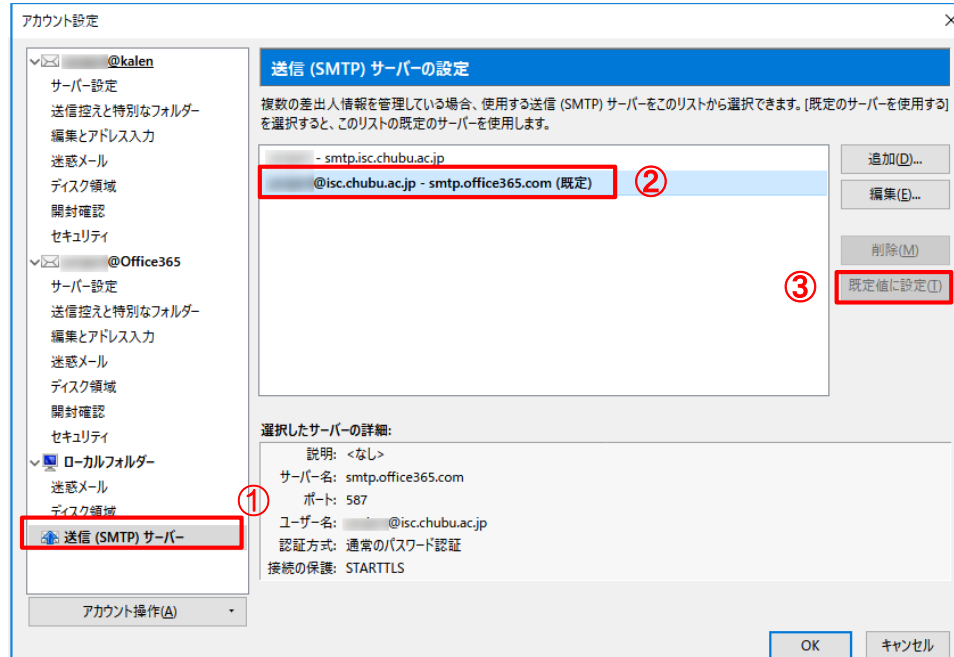 アカウント設定
@kalen
サーバー設定
送信控えと特別なフォルダー
編集とアドレス入力
迷惑メール
ディスク領域
開封確認
セキュリティ
@Office365
サーバー設定
送信控えと特別なフォルダー
編集とアドレス入力
迷惑メール
ディスク領域
開封確認
セキュリティ
ローカルフォルダー
迷惑メール
ディスク領域
①
送信 (SMTP) サーバー
アカウント操作(A)
送信 (SMTP) サーバーの設定
複数の差出人情報を管理している場合、使用する送信 (SMTP) サーバーをこのリストから選択できます。[既定のサーバーを使用する]
を選択すると、このリストの既定のサーバーを使用します。
- smtp.isc.chubu.ac.jp
@isc.chubu.ac.jp - smtp.office365.com (既定)
②
追加(D)...
編集(E)...
削除(M)
③
既定値に設定(T)
選択したサーバーの詳細:
説明: <なし>
サーバー名: smtp.office365.com
ポート: 587
ユーザー名: @isc.chubu.ac.jp
認証方式: 通常のパスワード認証
接続の保護: STARTTLS
OK
キャンセル